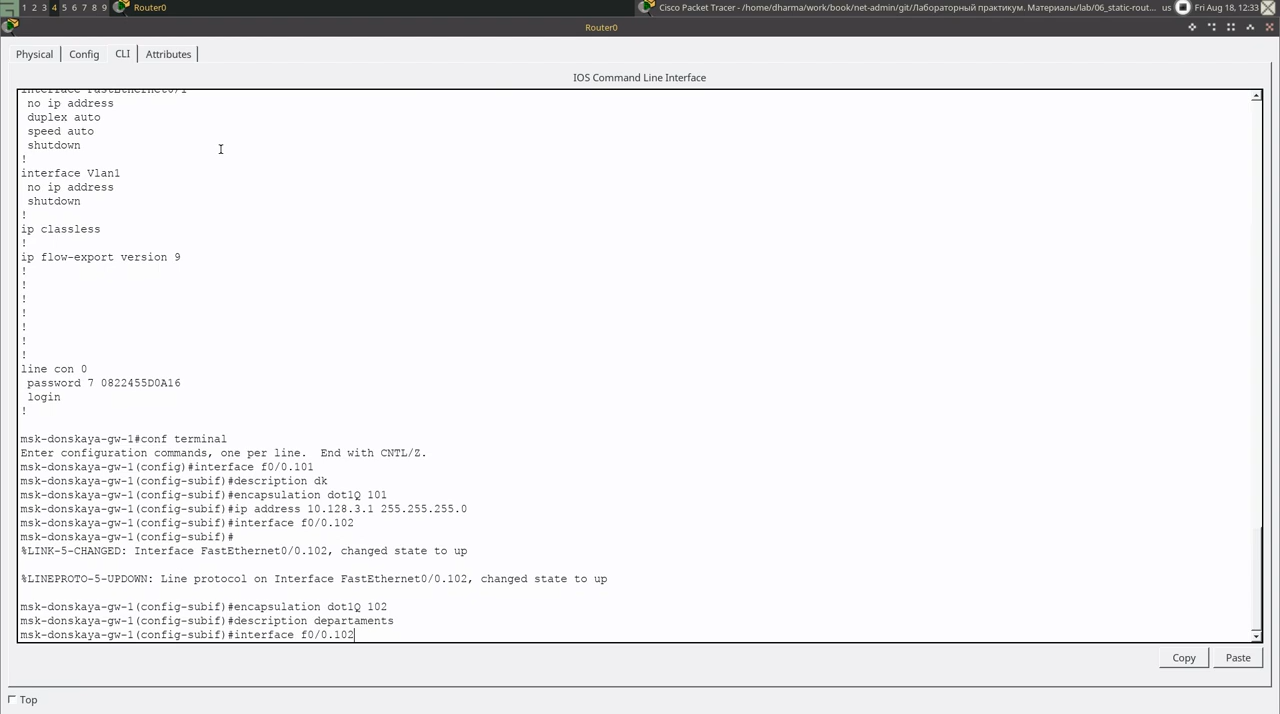 1 2 3 4 5 6 7 8 9 Router0 Cisco Packet Tracer - /home/dharma/work/book/net-admin/git/Лабораторный практикум. Материалы/lab/06_static-rout... us Fri Aug 18, 12:33
Router0
Physical Config CLI Attributes
IOS Command Line Interface
interface FastEthernet0/1
no ip address
duplex auto
speed auto
shutdown
!
interface Vlan1
no ip address
shutdown
!
ip classless
!
ip flow-export version 9
!
!
!
!
!
!
!
line con 0
password 7 0822455D0A16
login
!
msk-donskaya-gw-1#conf terminal
Enter configuration commands, one per line. End with CNTL/Z.
msk-donskaya-gw-1(config)#interface f0/0.101
msk-donskaya-gw-1(config-subif)#description dk
msk-donskaya-gw-1(config-subif)#encapsulation dot1Q 101
msk-donskaya-gw-1(config-subif)#ip address 10.128.3.1 255.255.255.0
msk-donskaya-gw-1(config-subif)#interface f0/0.102
msk-donskaya-gw-1(config-subif)#
%LINK-5-CHANGED: Interface FastEthernet0/0.102, changed state to up
%LINEPROTO-5-UPDOWN: Line protocol on Interface FastEthernet0/0.102, changed state to up
msk-donskaya-gw-1(config-subif)#encapsulation dot1Q 102
msk-donskaya-gw-1(config-subif)#description departaments
msk-donskaya-gw-1(config-subif)#interface f0/0.102
Copy Paste
Top